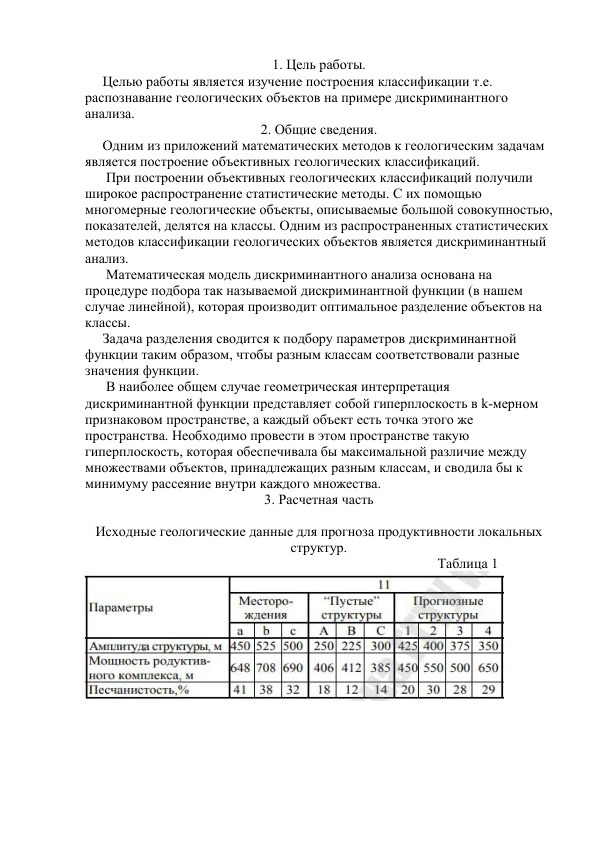 1. Цель работы.
Целью работы является изучение построения классификации т.е.
распознавание геологических объектов на примере дискриминантного
анализа.
2. Общие сведения.
Одним из приложений математических методов к геологическим задачам
является построение объективных геологических классификаций.
При построении объективных геологических классификаций получили
широкое распространение статистические методы. С их помощью
многомерные геологические объекты, описываемые большой совокупностью,
показателей, делятся на классы. Одним из распространенных статистических
методов классификации геологических объектов является дискриминантный
анализ.
Математическая модель дискриминантного анализа основана на
процедуре подбора так называемой дискриминантной функции (в нашем
случае линейной), которая производит оптимальное разделение объектов на
классы.
Задача разделения сводится к подбору параметров дискриминантной
функции таким образом, чтобы разным классам соответствовали разные
значения функции.
В наиболее общем случае геометрическая интерпретация
дискриминантной функции представляет собой гиперплоскость в k-мерном
признаковом пространстве, а каждый объект есть точка этого же
пространства. Необходимо провести в этом пространстве такую
гиперплоскость, которая обеспечивала бы максимальной различие между
множествами объектов, принадлежащих разным классам, и сводила бы к
минимуму рассеяние внутри каждого множества.
3. Расчетная часть
Исходные геологические данные для прогноза продуктивности локальных
структур.
Таблица 1
Параметры 11
Месторо- “Пустые” Прогнозные
ждения структуры структуры
a b c A B C 1 2 3 4
Амплитуда структуры, м 450 525 500 250 225 300 425 400 375 350
Мощность родуктив-
ного комплекса, м 648 708 690 406 412 385 450 550 500 650
Песчанистость,% 41 38 32 18 12 14 20 30 28 29